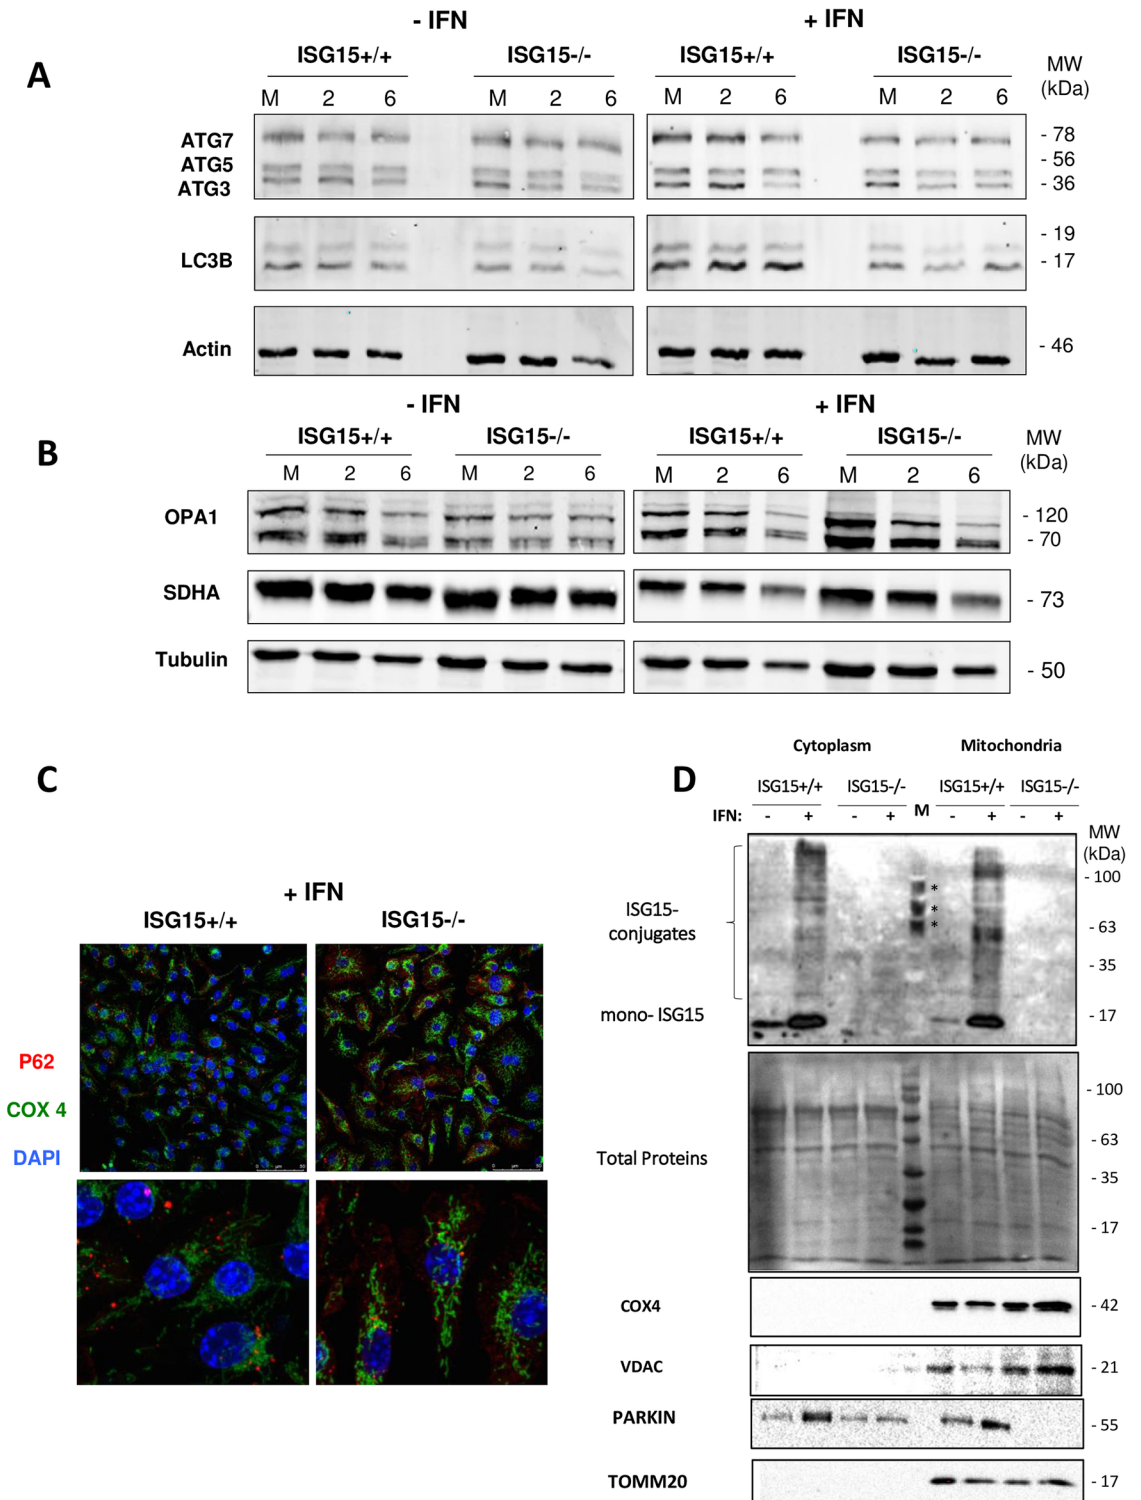 A
- IFN
+ IFN
ISG15+/+
ISG15-/-
ISG15+/+
ISG15-/-
MW
(kDa)
M 2 6
M 2 6
M 2 6
M 2 6
ATG7
ATG5
ATG3
- 78
- 56
- 36
LC3B
- 19
- 17
Actin
- 46
B
- IFN
+ IFN
ISG15+/+
ISG15-/-
ISG15+/+
ISG15-/-
MW
(kDa)
M 2 6
M 2 6
M 2 6
M 2 6
OPA1
- 120
- 70
SDHA
- 73
Tubulin
- 50
C
+ IFN
ISG15+/+
ISG15-/-
P62
COX 4
DAPI
D
Cytoplasm
Mitochondria
ISG15+/+
ISG15-/-
M
ISG15+/+
ISG15-/-
IFN:
- +
- +
- +
- +
MW
(kDa)
ISG15-
conjugates
mono- ISG15
*
*
*
- 100
- 63
- 35
- 17
Total Proteins
- 100
- 63
- 35
- 17
COX4
- 42
VDAC
- 21
PARKIN
- 55
TOMM20
- 17